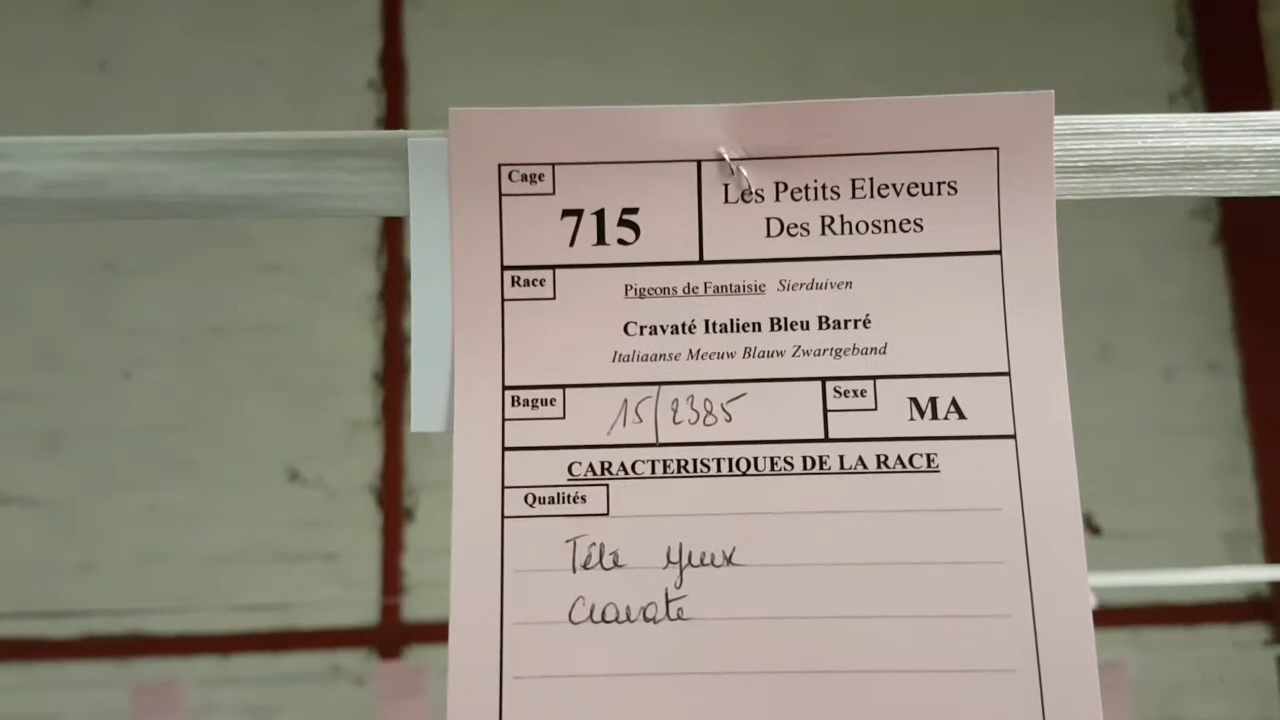 Cage
715
Les Petits Eleveurs
Des Rhosnes
Race
Pigeons de Fantaisie Sierduiven
Cravaté Italien Bleu Barré
Italiaanse Meeuw Blauw Zwartgeband
Bague
15/2385
Sexe
MA
CARACTERISTIQUES DE LA RACE
Qualités
Tête yeux
Cravate